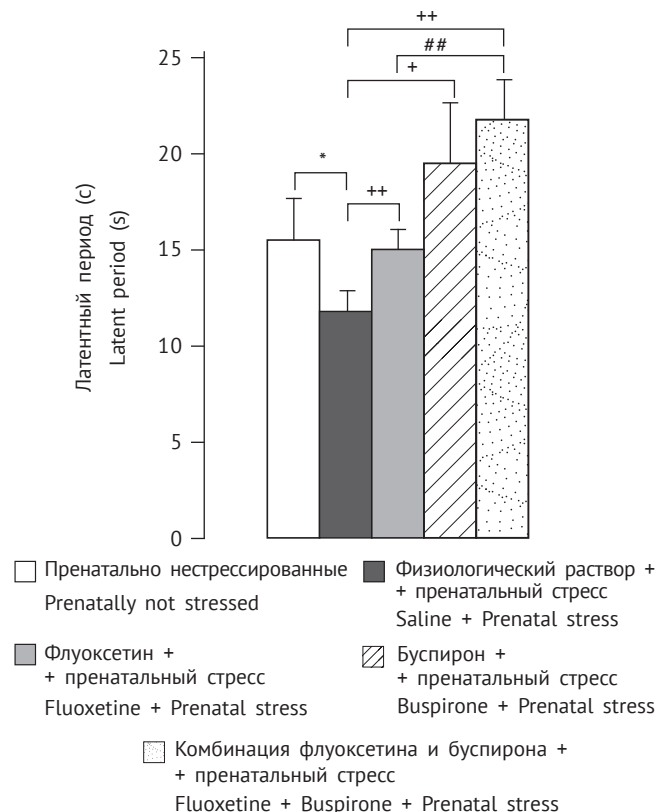 ++
##
+
*
++
25
20
15
10
5
0
Латентный период (с)
Latent period (s)
Пренатально нестрессированные
Prenatally not stressed
Физиологический раствор +
+ пренатальный стресс
Saline + Prenatal stress
Флуоксетин +
+ пренатальный стресс
Fluoxetine + Prenatal stress
Буспирон +
+ пренатальный стресс
Buspirone + Prenatal stress
Комбинация флуоксетина и буспирона +
+ пренатальный стресс
Fluoxetine + Buspirone + Prenatal stress